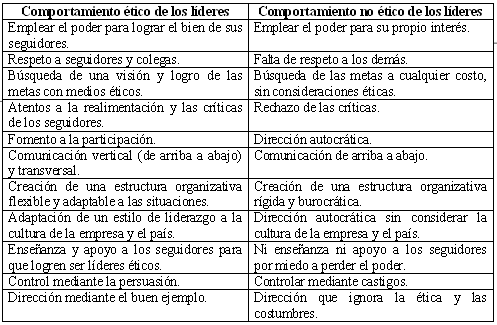 Comportamiento ético de los líderes
Comportamiento no ético de los líderes
Emplear el poder para lograr el bien de sus
seguidores.
Emplear el poder para su propio interés.
Respeto a seguidores y colegas.
Falta de respeto a los demás.
Búsqueda de una visión y logro de las
metas con medios éticos.
Búsqueda de las metas a cualquier costo,
sin consideraciones éticas.
Atentos a la realimentación y las críticas
de los seguidores.
Rechazo de las críticas.
Fomento a la participación.
Dirección autocrática.
Comunicación vertical (de arriba a abajo)
y transversal.
Comunicación de arriba a abajo.
Creación de una estructura organizativa
flexible y adaptable a las situaciones.
Creación de una estructura organizativa
rígida y burocrática.
Adaptación de un estilo de liderazgo a la
cultura de la empresa y el país.
Dirección autocrática sin considerar la
cultura de la empresa y el país.
Enseñanza y apoyo a los seguidores para
que logren ser líderes éticos.
Ni enseñanza ni apoyo a los seguidores
por miedo a perder el poder.
Control mediante la persuasión.
Controlar mediante castigos.
Dirección mediante el buen ejemplo.
Dirección que ignora la ética y las
costumbres.